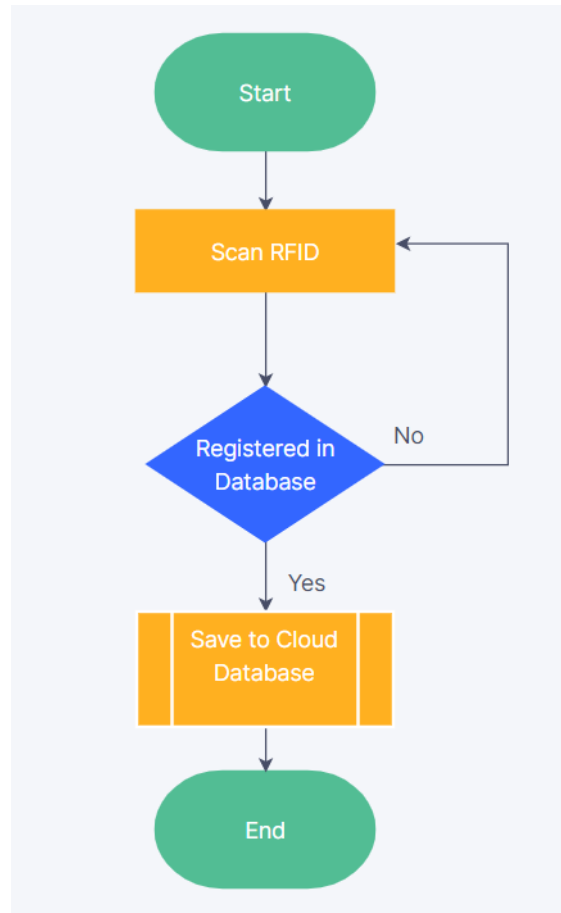 Start
Scan RFID
Registered in
Database
No
Yes
Save to Cloud
Database
End